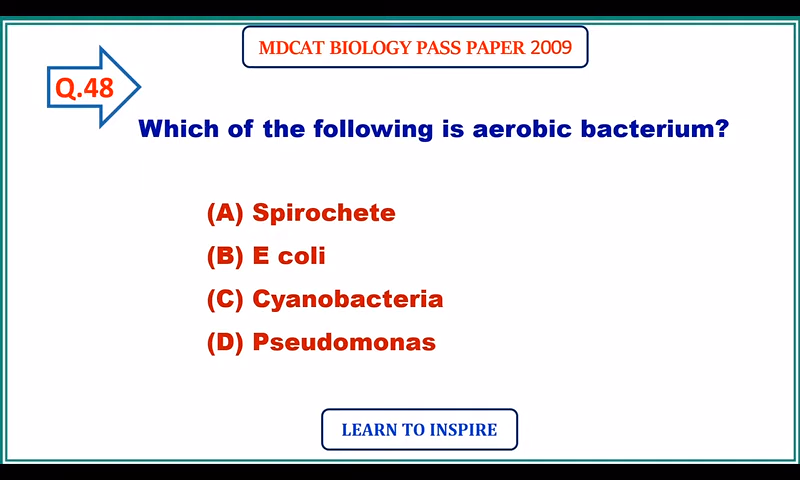 MDCAT BIOLOGY PASS PAPER 2009
Q.48
Which of the following is aerobic bacterium?
(A) Spirochete
(B) E coli
(C) Cyanobacteria
(D) Pseudomonas
LEARN TO INSPIRE